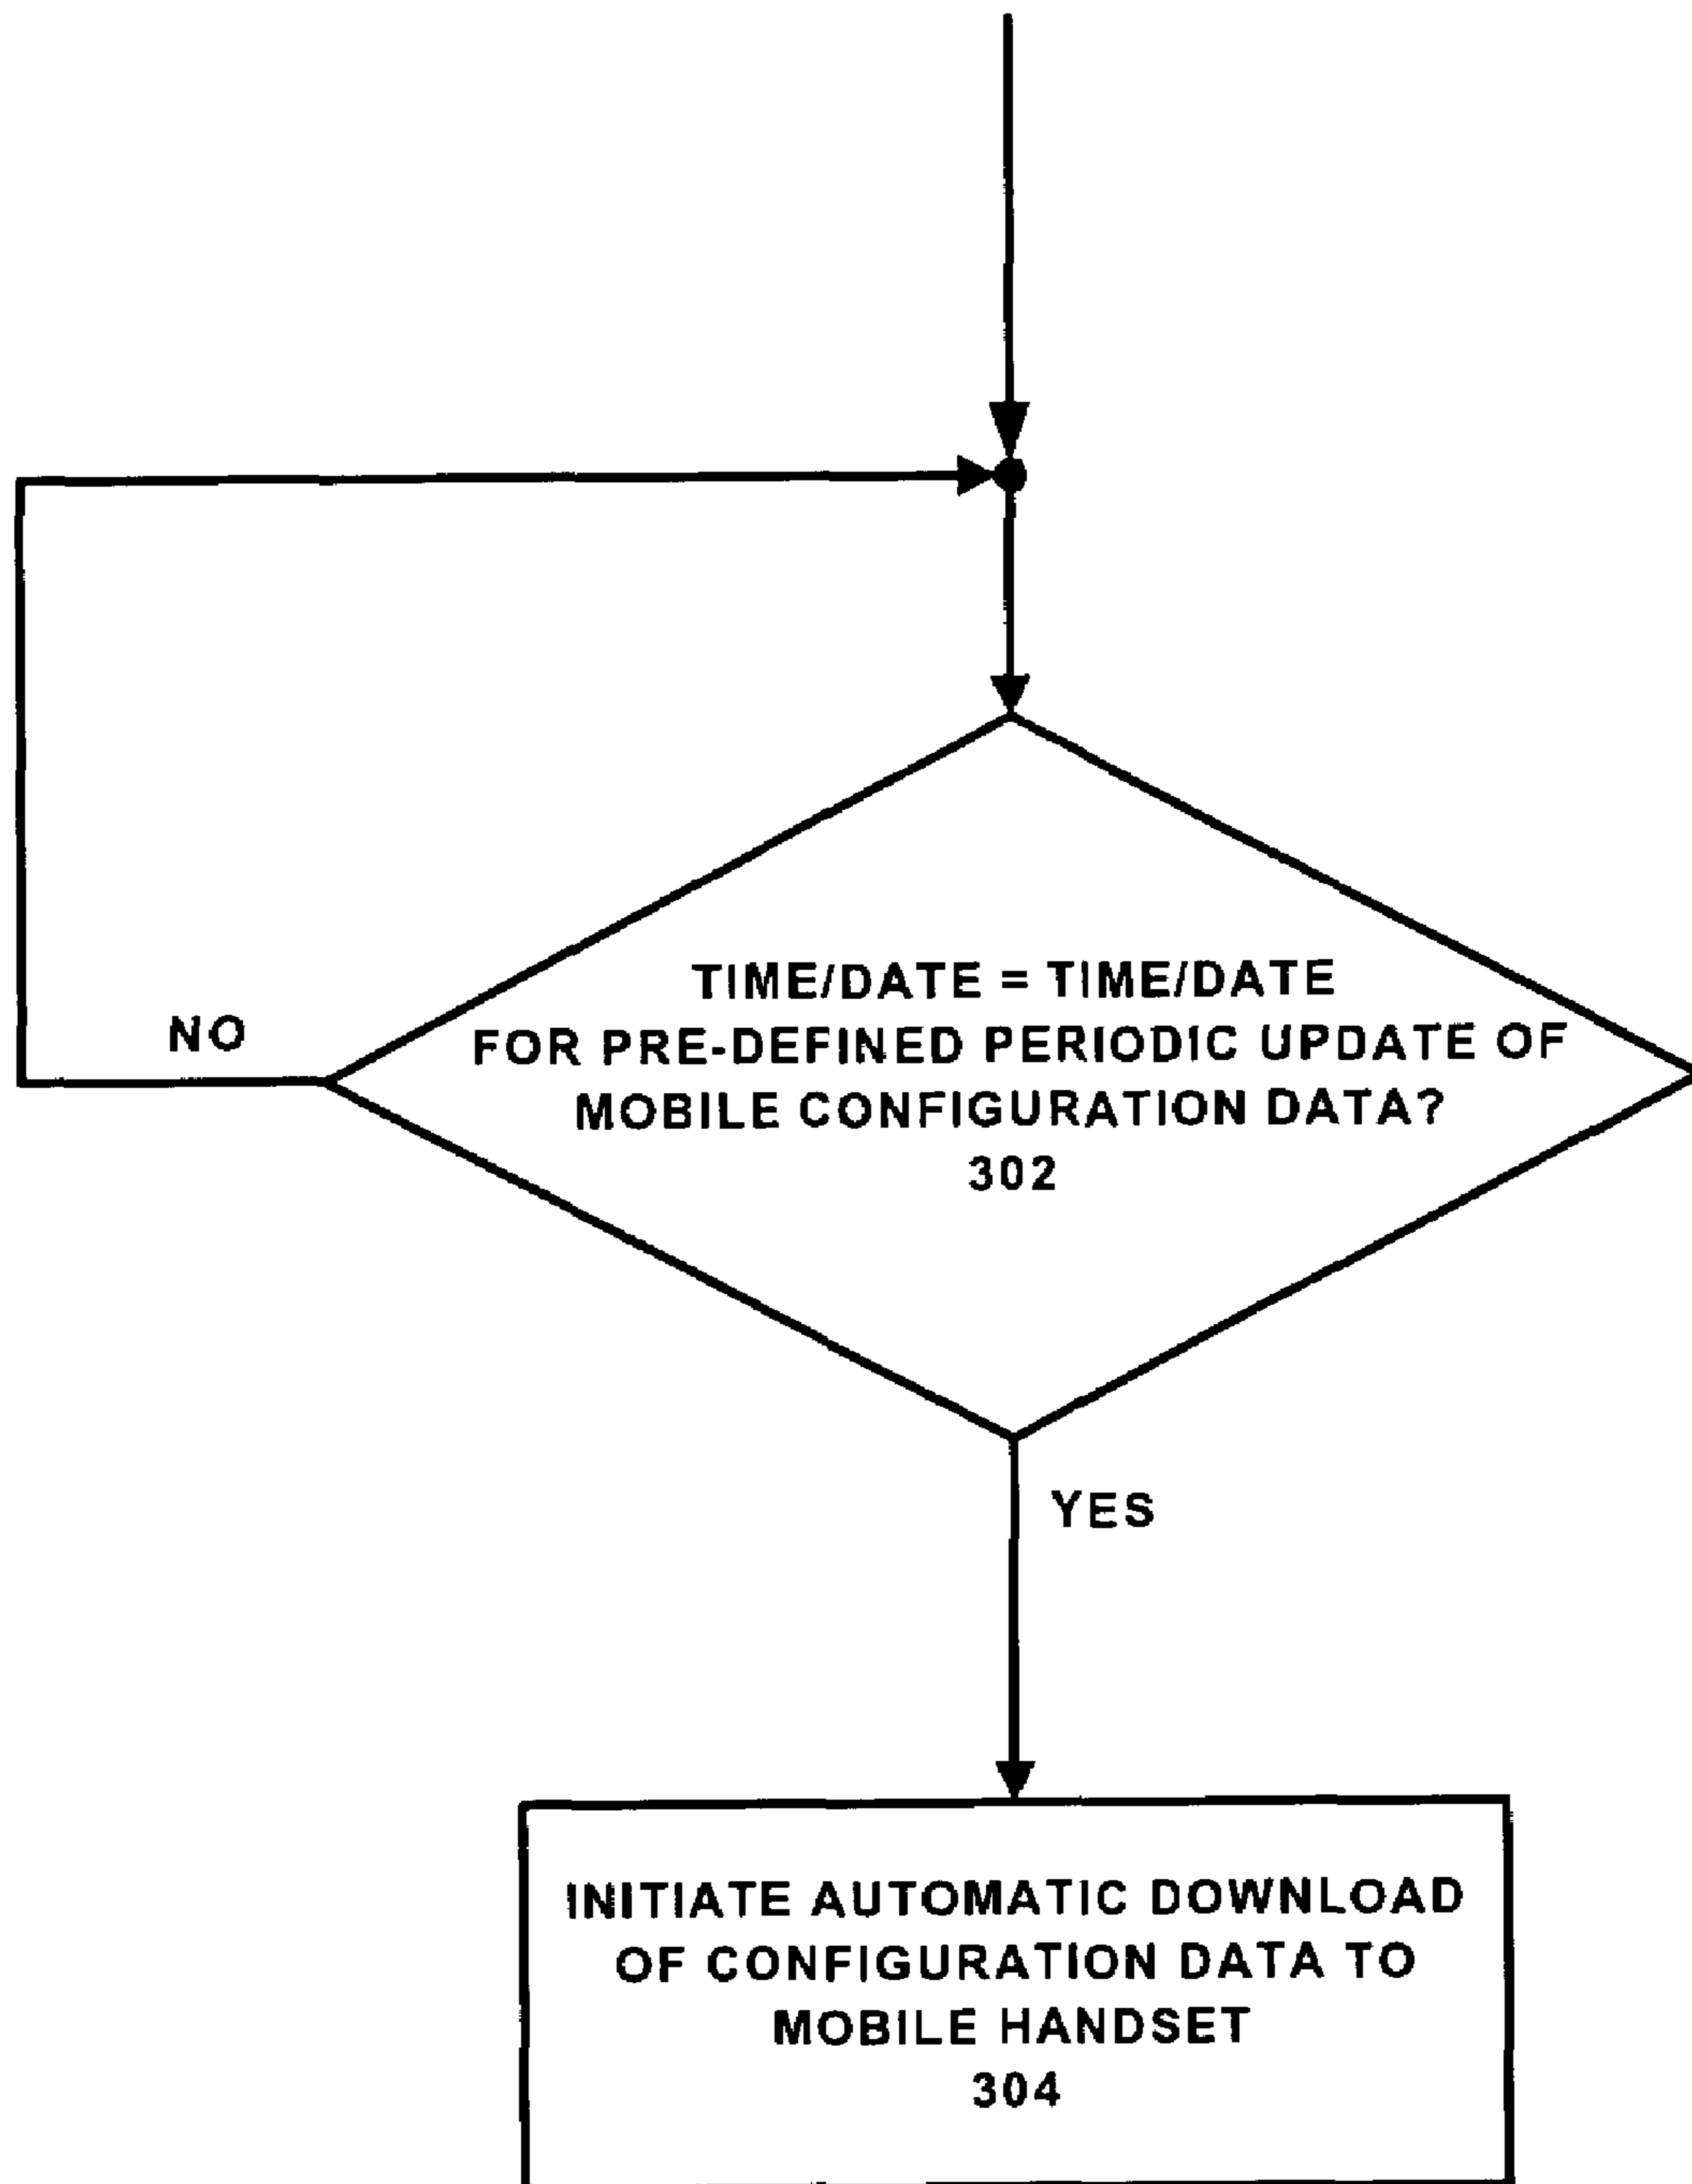 TIME/DATE = TIME/DATE
FOR PRE-DEFINED PERIODIC UPDATE OF
MOBILE CONFIGURATION DATA?
302
NO
YES
INITIATE AUTOMATIC DOWNLOAD
OF CONFIGURATION DATA TO
MOBILE HANDSET
304